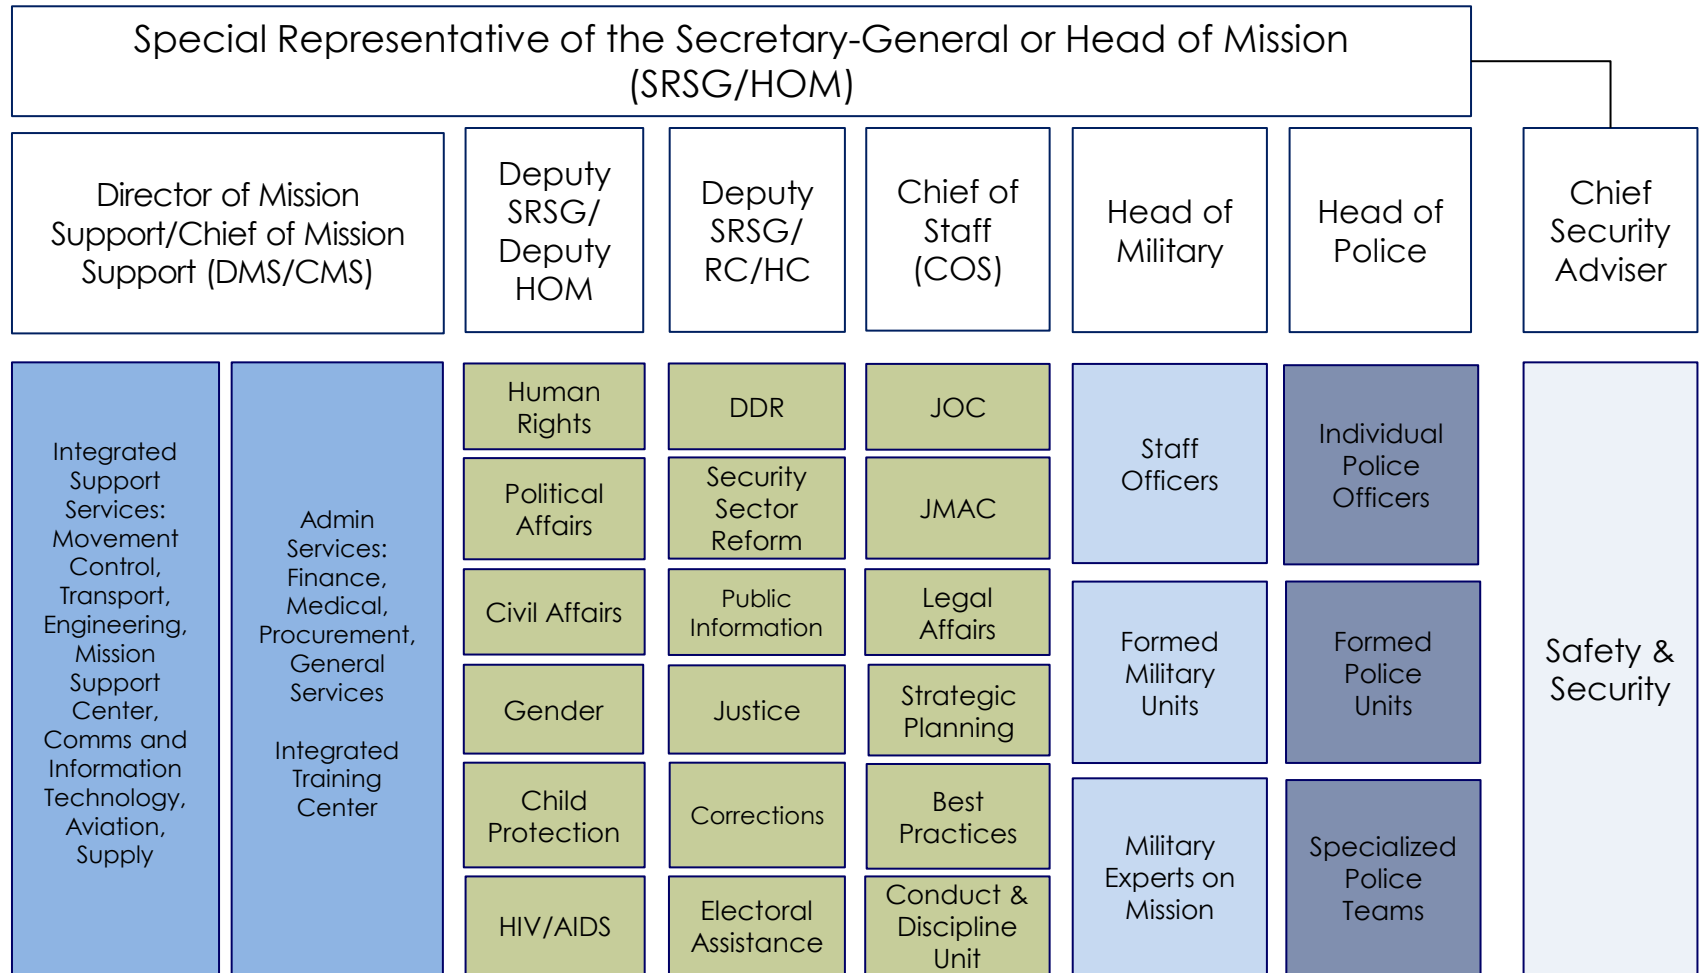 Special Representative of the Secretary-General or Head of Mission
(SRSG/HOM)
Director of Mission
Support/Chief of Mission
Support (DMS/CMS)
Deputy
SRSG/
Deputy
HOM
Deputy
SRSG/
RC/HC
Chief of
Staff
(COS)
Head of
Military
Head of
Police
Chief
Security
Adviser
Integrated
Support
Services:
Movement
Control,
Transport,
Engineering,
Mission
Support
Center,
Comms and
Information
Technology,
Aviation,
Supply
Admin
Services:
Finance,
Medical,
Procurement,
General
Services
Integrated
Training
Center
Human
Rights
Political
Affairs
Civil Affairs
Gender
Child
Protection
HIV/AIDS
DDR
Security
Sector
Reform
Public
Information
Justice
Corrections
Electoral
Assistance
JOC
JMAC
Legal
Affairs
Strategic
Planning
Best
Practices
Conduct &
Discipline
Unit
Staff
Officers
Formed
Military
Units
Military
Experts on
Mission
Individual
Police
Officers
Formed
Police
Units
Specialized
Police
Teams
Safety &
Security